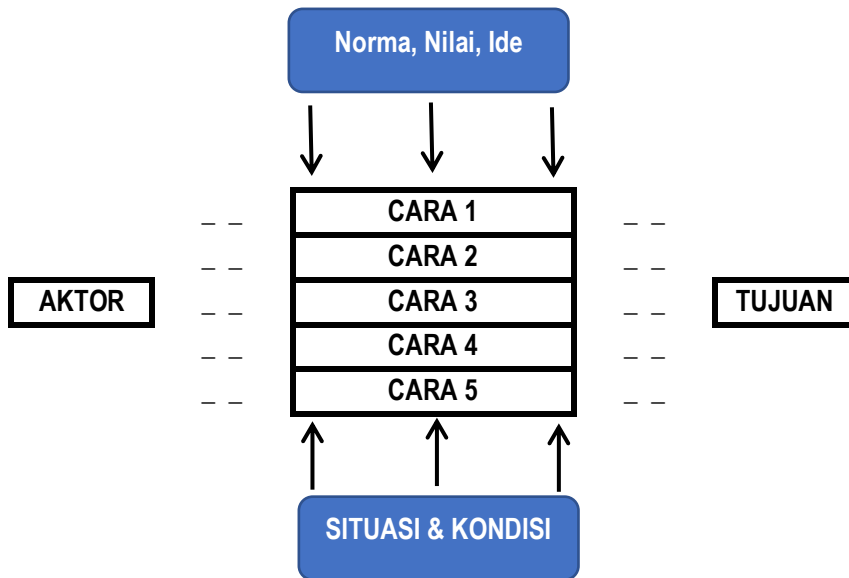 Norma, Nilai, Ide
CARA 1
CARA 2
AKTOR
CARA 3
TUJUAN
CARA 4
CARA 5
SITUASI & KONDISI